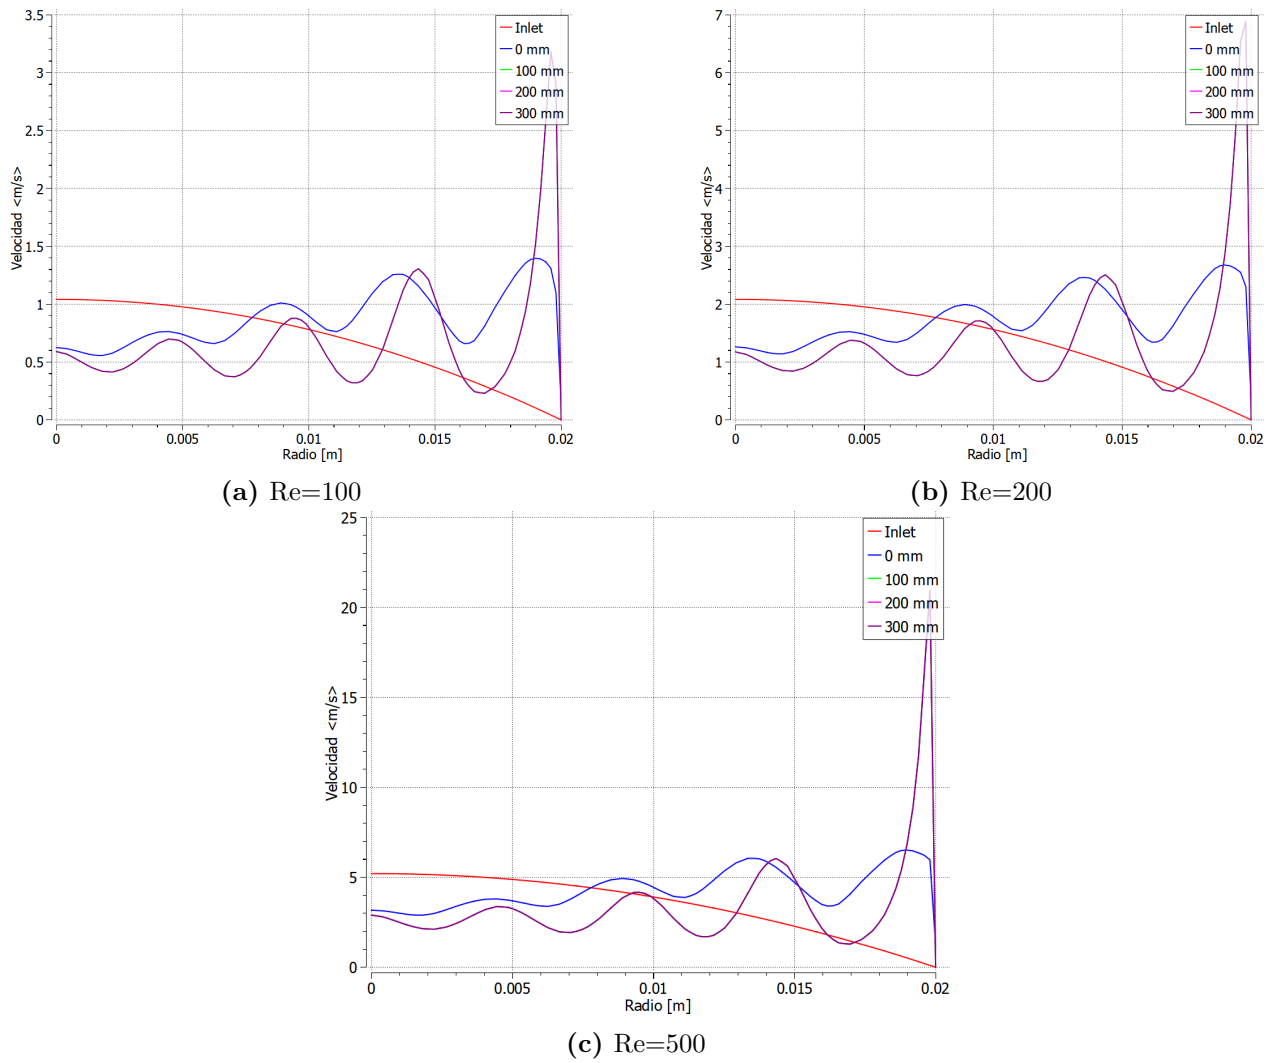 3.5
3
2.5
2
1.5
1
0.5
0
Velocidad <m/s>
0
0.005
0.01
0.015
0.02
Radio [m]
Inlet
0 mm
100 mm
200 mm
300 mm
(a) Re=100
7
6
5
4
3
2
1
0
Velocidad <m/s>
0
0.005
0.01
0.015
0.02
Radio [m]
Inlet
0 mm
100 mm
200 mm
300 mm
(b) Re=200
25
20
15
10
5
0
Velocidad <m/s>
0
0.005
0.01
0.015
0.02
Radio [m]
Inlet
0 mm
100 mm
200 mm
300 mm
(c) Re=500